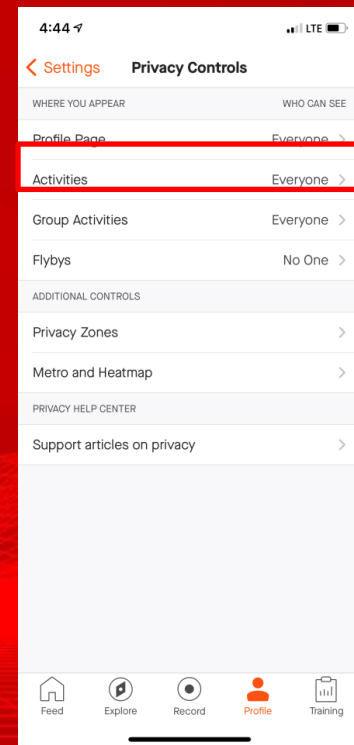 4:44 LTE
Settings Privacy Controls
WHERE YOU APPEAR WHO CAN SEE
Profile Page Everyone
Activities Everyone
Group Activities Everyone
Flybys No One
ADDITIONAL CONTROLS
Privacy Zones
Metro and Heatmap
PRIVACY HELP CENTER
Support articles on privacy
Feed Explore Record Profile Training